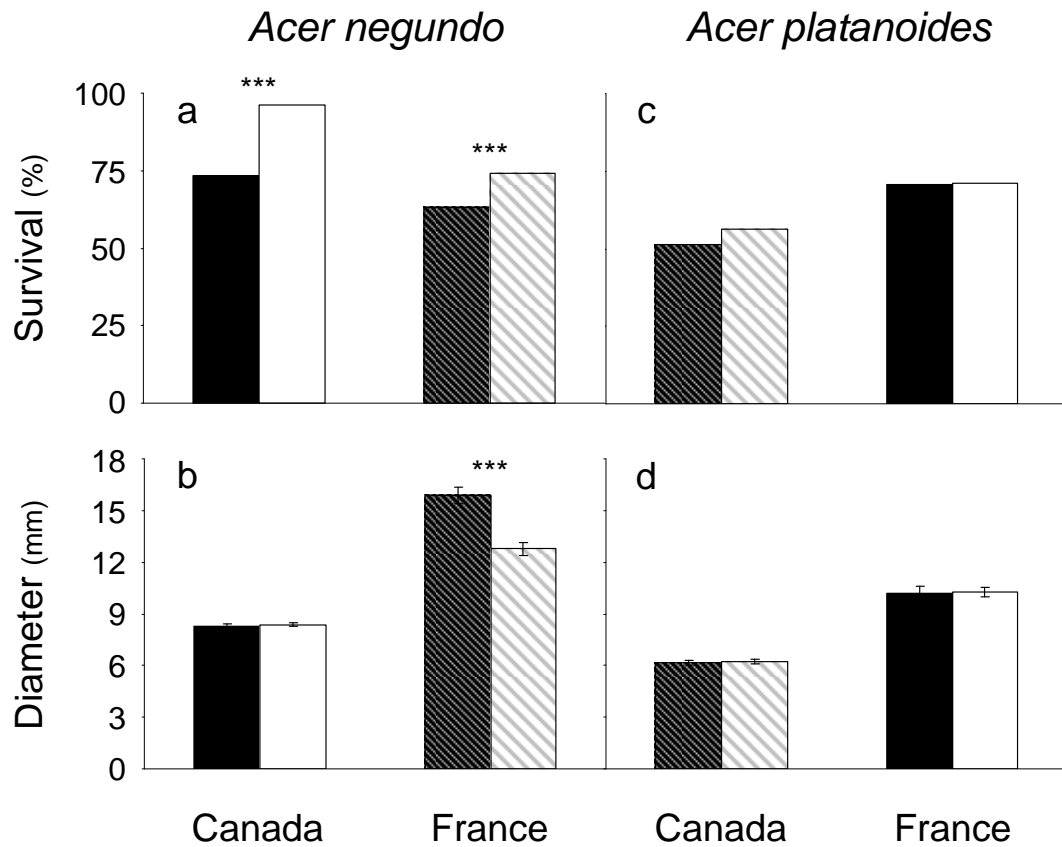 Acer negundo
Acer platanoides
Survival (%)
100
75
50
25
0
a
***
***
c
Diameter (mm)
18
15
12
9
6
3
0
b
***
d
Canada
France
Canada
France